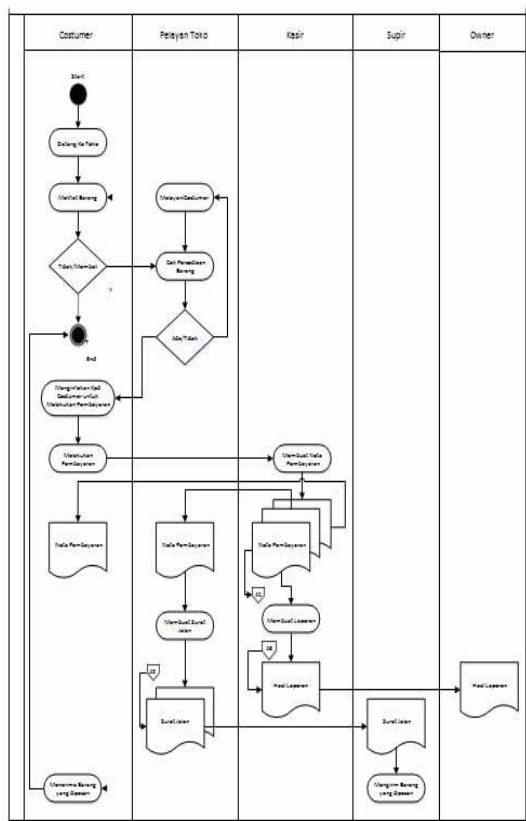 Costumer
Pelayan Toko
Kasir
Supir
Owner
Start
Datang Ke Toko
Melihat Barang
Tidak/Membeli
Y
End
Melayani Costumer
Cek Persediaan
Barang
Ada/Tidak
Costumer untuk
Melakukan Pembayaran
Melakukan
Pembayaran
Membuat Nota
Pembayaran
Nota Pembayaran
Nota Pembayaran
Nota Pembayaran
Membuat Surat
Jalan
Membuat Laporan
Hasil Laporan
Hasil Laporan
Surat Jalan
Surat Jalan
Menerima Barang
yang dipesan
Mengirim Barang
yang dipesan